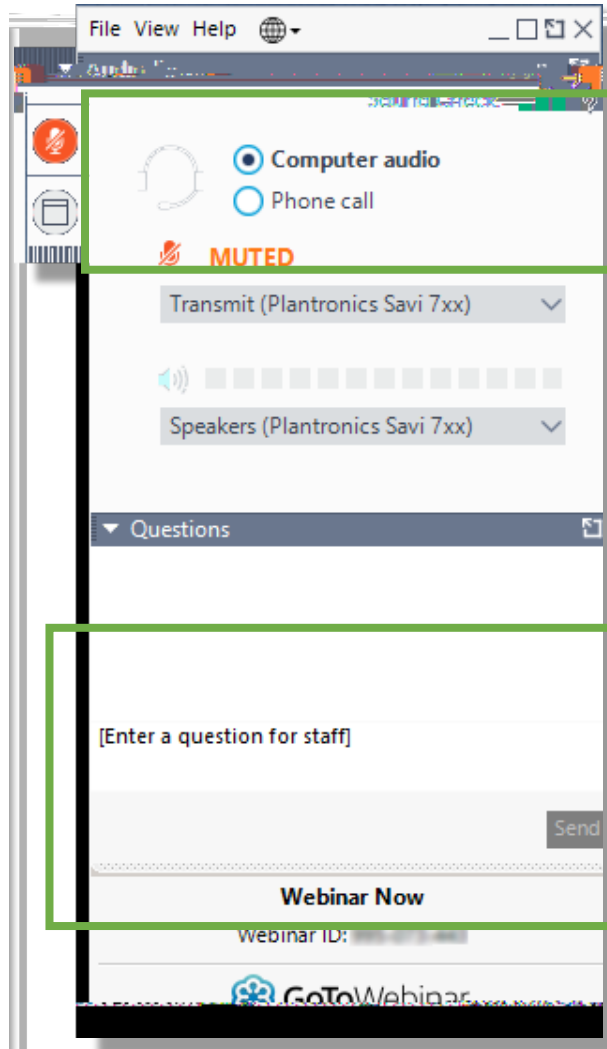 File View Help
Computer audio
Phone call
MUTED
Transmit (Plantronics Savi 7xx)
Speakers (Plantronics Savi 7xx)
Questions
[Enter a question for staff]
Send
Webinar Now
Webinar ID:
GoToWebinar